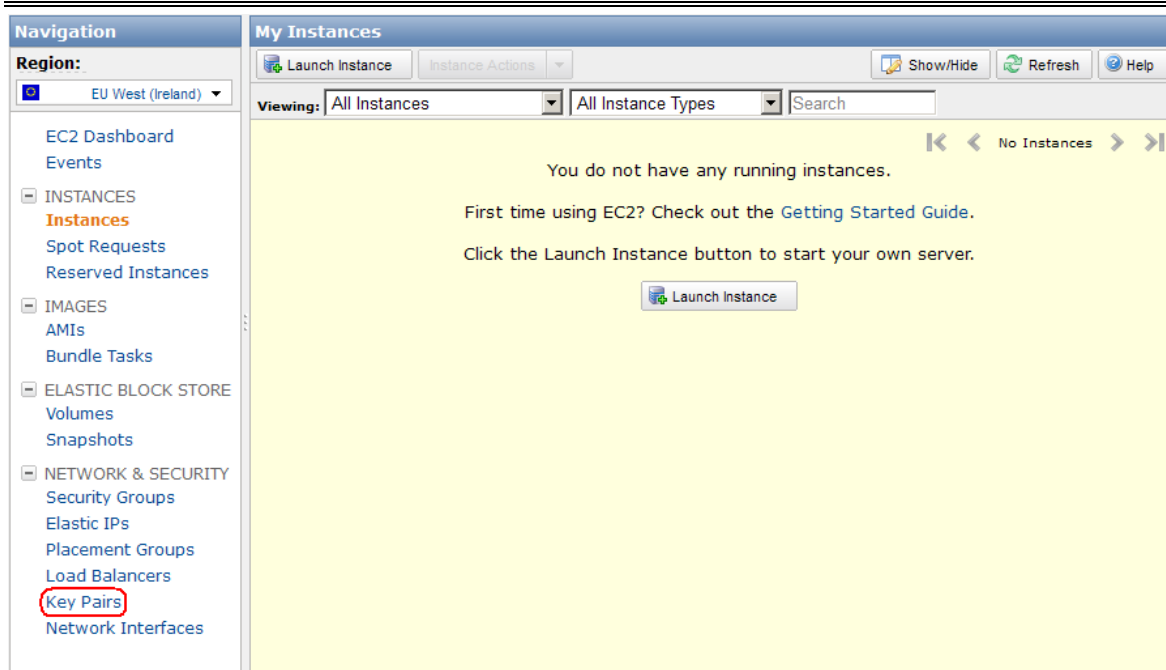 Navigation
Region:
EU West (Ireland)
EC2 Dashboard
Events
INSTANCES
Instances
Spot Requests
Reserved Instances
IMAGES
AMIs
Bundle Tasks
ELASTIC BLOCK STORE
Volumes
Snapshots
NETWORK & SECURITY
Security Groups
Elastic IPs
Placement Groups
Load Balancers
Key Pairs
Network Interfaces
My Instances
Launch Instance Instance Actions Show/Hide Refresh Help
Viewing: All Instances All Instance Types Search
No Instances
You do not have any running instances.
First time using EC2? Check out the Getting Started Guide.
Click the Launch Instance button to start your own server.
Launch Instance